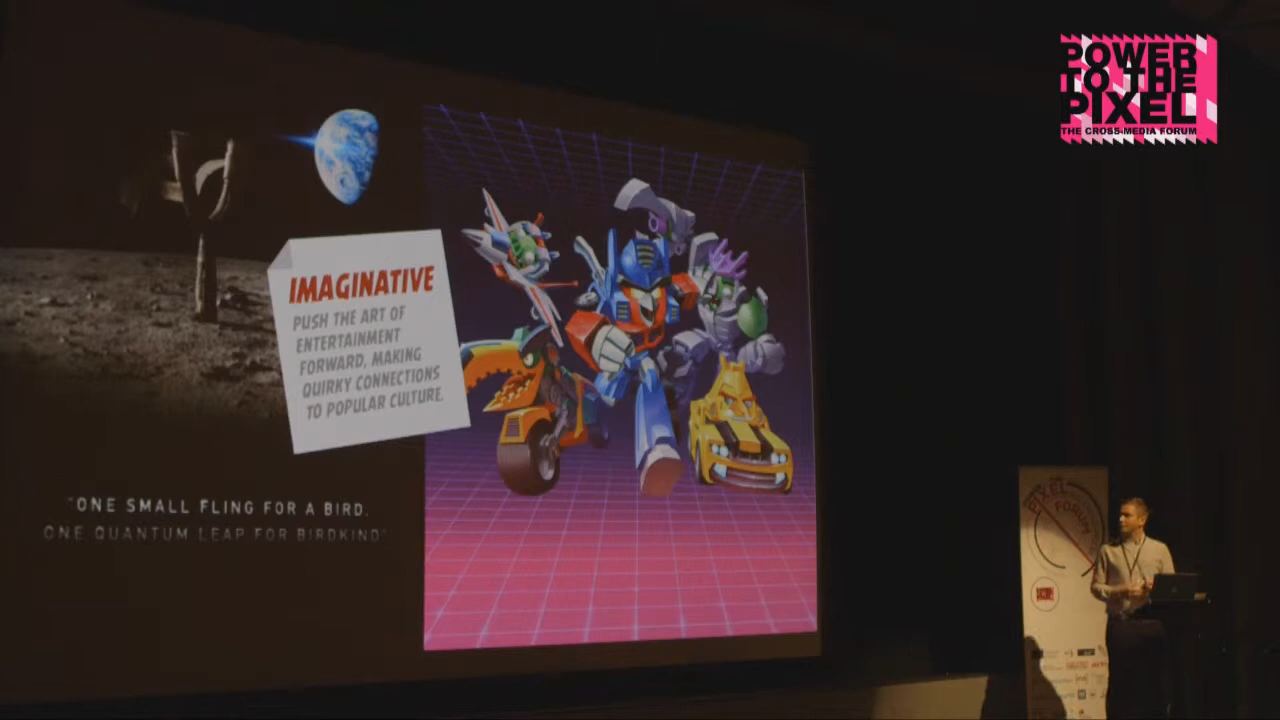 POWER
TO THE
PIXEL
THE CROSS-MEDIA FORUM
IMAGINATIVE
PUSH THE ART OF
ENTERTAINMENT
FORWARD, MAKING
QUIRKY CONNECTIONS
TO POPULAR CULTURE.
"ONE SMALL FLING FOR A BIRD.
ONE QUANTUM LEAP FOR BIRDKIND"
PIXEL
FORUM